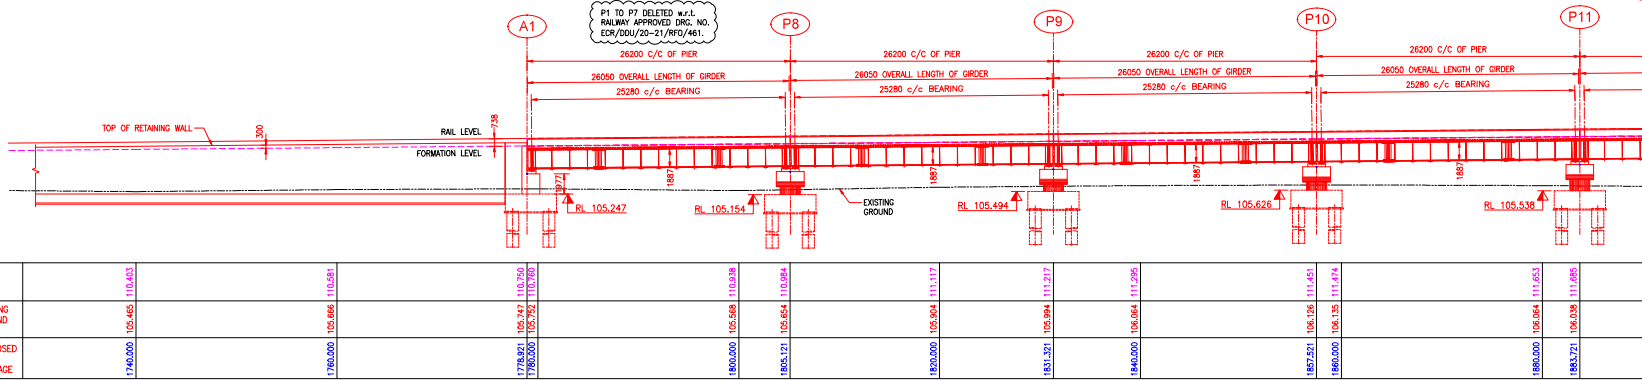 P1 TO P7 DELETED w.r.t.
RAILWAY APPROVED DRG. NO.
ECR/DDU/20-21/RFO/461.
A1
P8
P9
P10
P11
26200 C/C OF PIER
26200 C/C OF PIER
26200 C/C OF PIER
26200 C/C OF PIER
26050 OVERALL LENGTH OF GIRDER
26050 OVERALL LENGTH OF GIRDER
26050 OVERALL LENGTH OF GIRDER
26050 OVERALL LENGTH OF GIRDER
25280 c/c BEARING
25280 c/c BEARING
25280 c/c BEARING
25280 c/c BEARING
TOP OF RETAINING WALL
300
RAIL LEVEL
738
FORMATION LEVEL
1977
1887
1887
1887
1887
EXISTING
GROUND
RL 105.247
RL 105.154
RL 105.494
RL 105.626
RL 105.538
110.403
110.581
110.750
110.760
110.938
110.984
111.117
111.217
111.295
111.451
111.474
111.653
111.685
NG
ND
105.465
105.666
105.747
105.752
105.568
105.654
105.904
105.994
106.064
106.126
106.135
106.064
106.038
OSED
AGE
1740.000
1760.000
1778.921
1780.000
1800.000
1805.121
1820.000
1831.321
1840.000
1857.521
1860.000
1880.000
1883.721